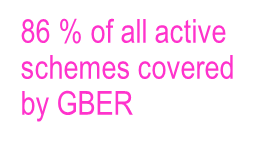 86 % of all active
schemes covered
by GBER